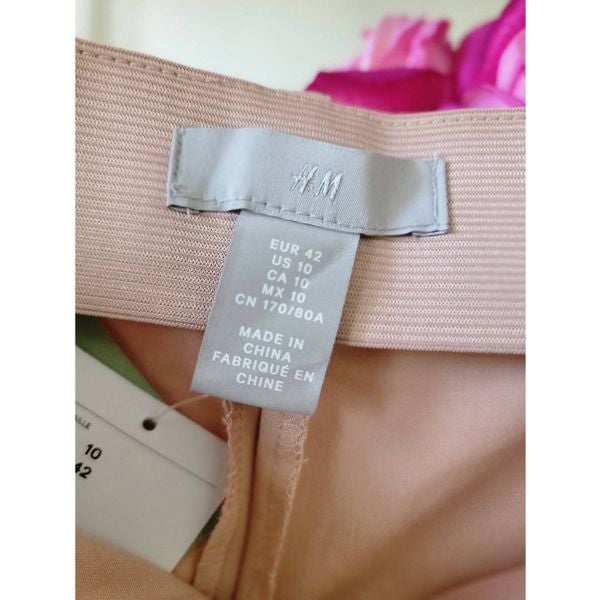 H&M
EUR 42
US 10
CA 10
MX 10
CN 170/80A
MADE IN
CHINA
FABRIQUÉ EN
CHINE
AILLE
10
42